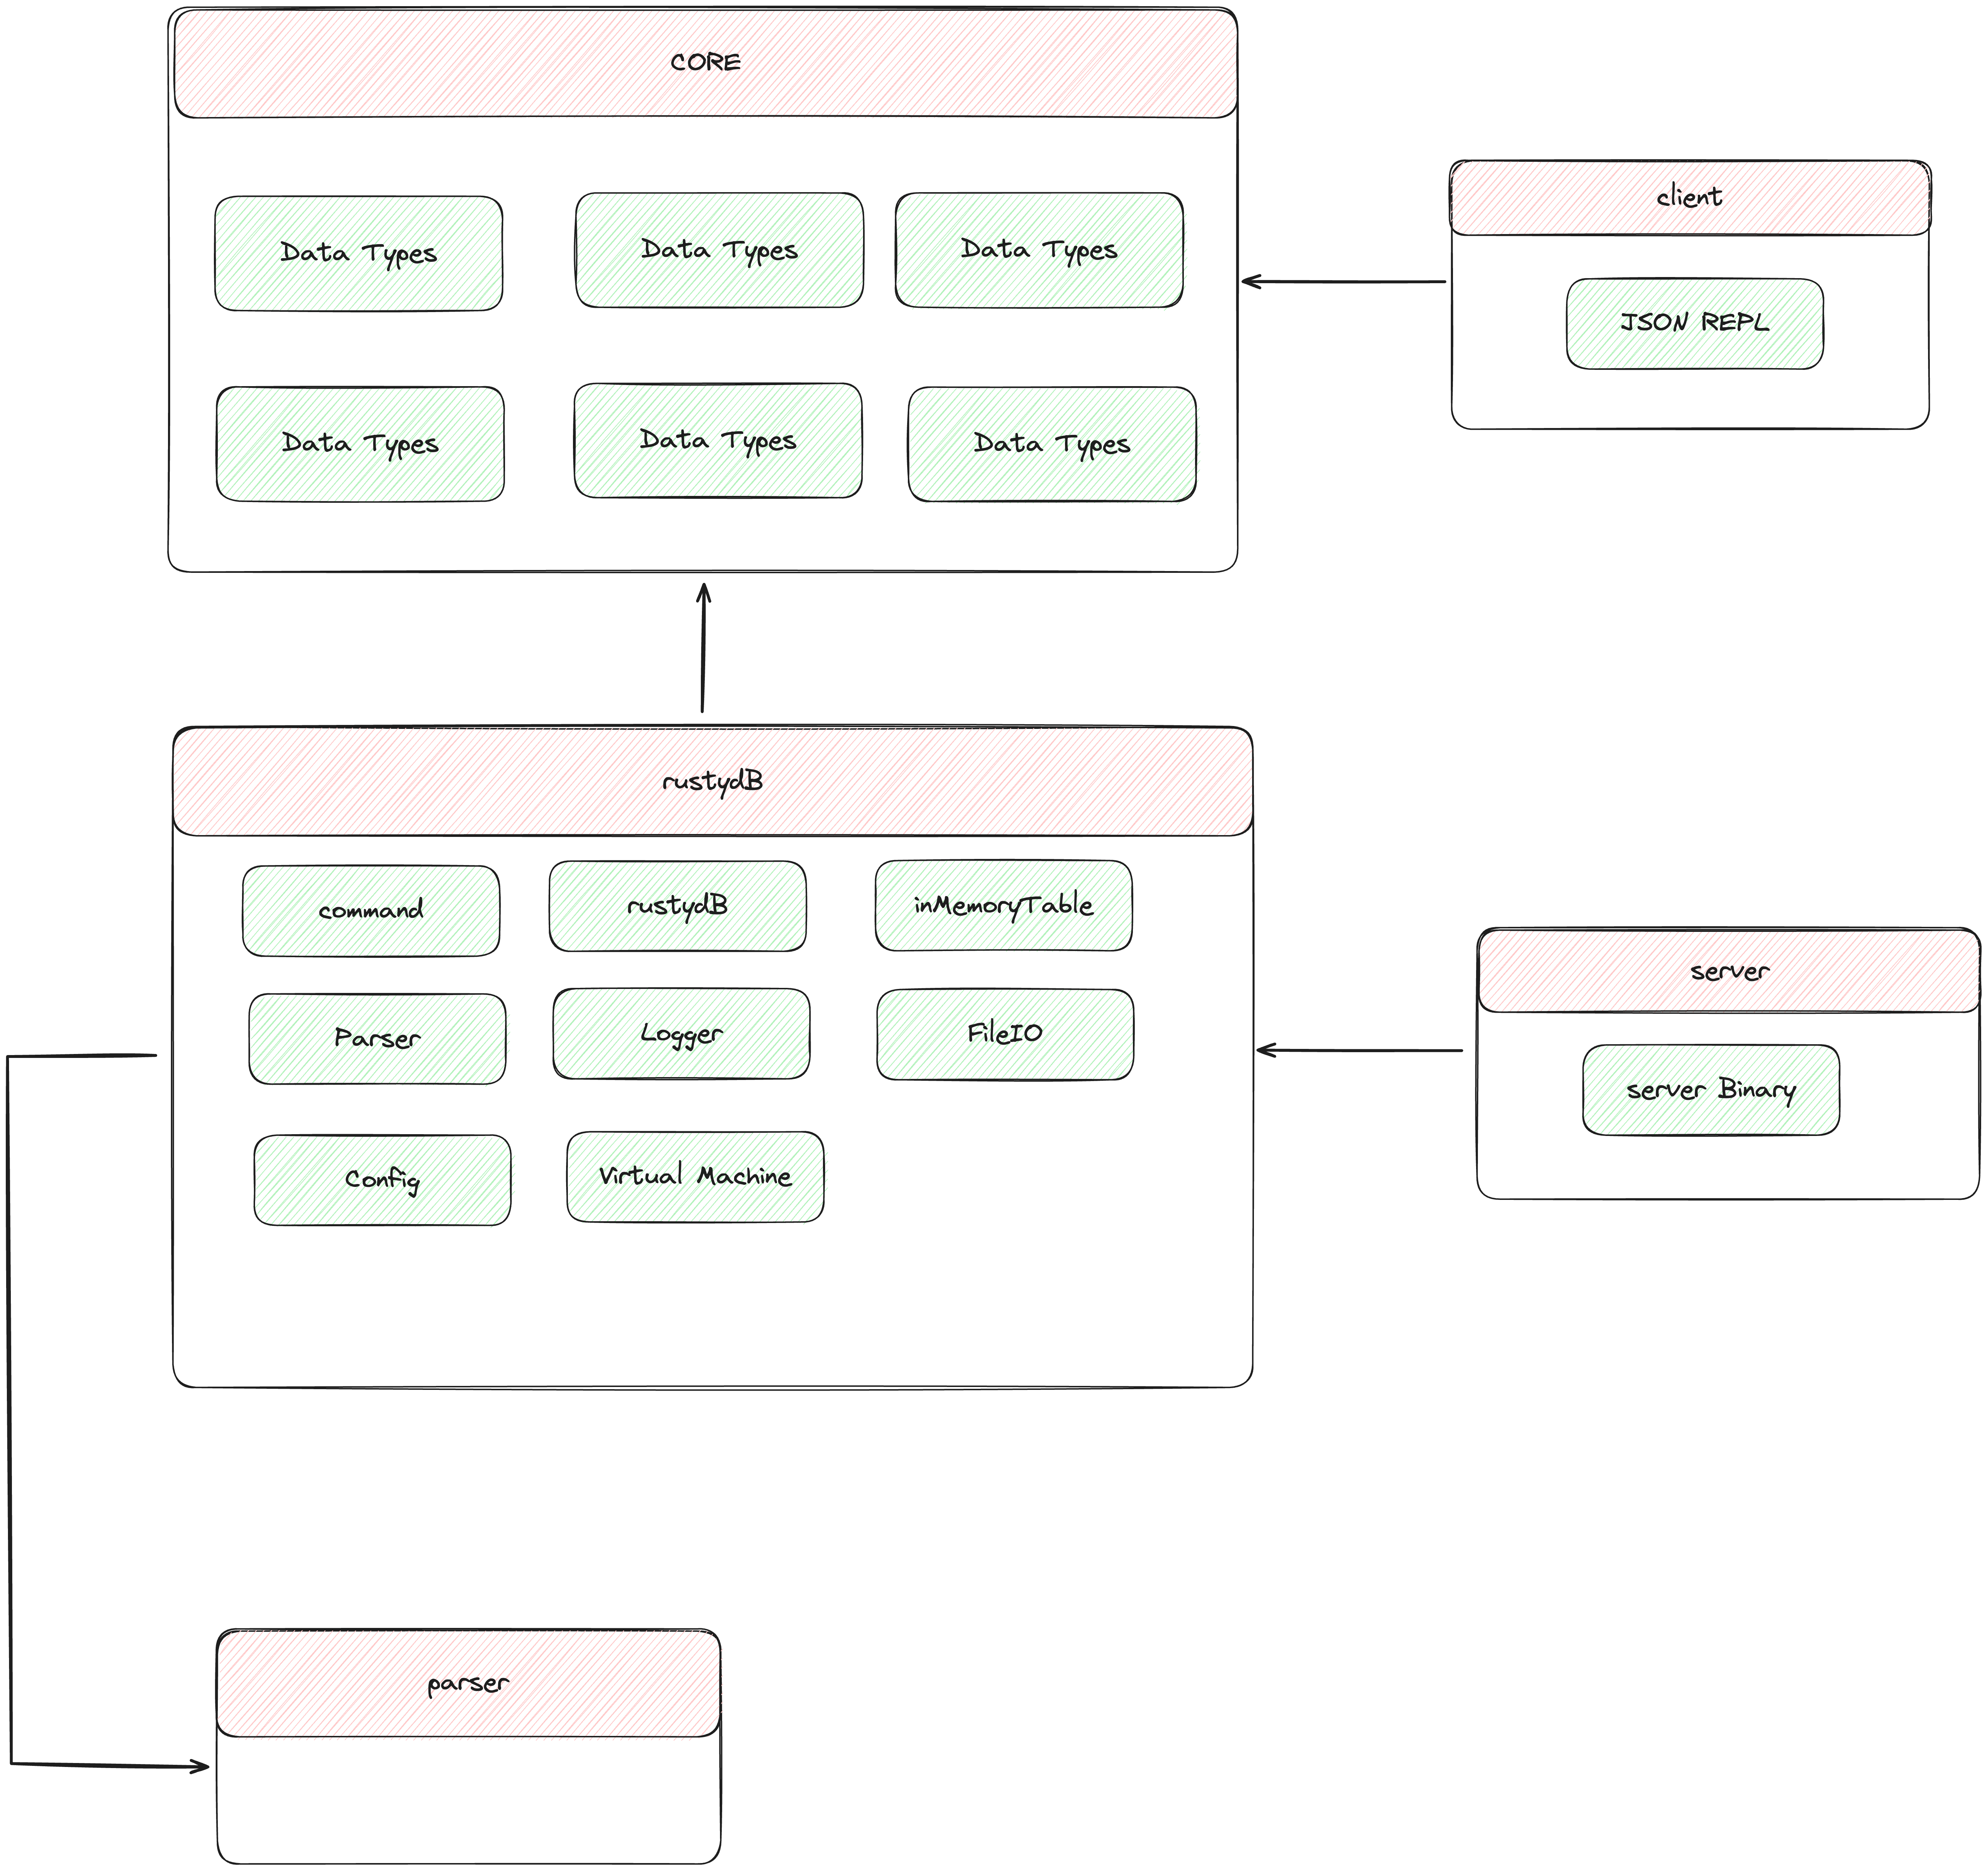 CORE
client
Data Types
Data Types
Data Types
JSON REPL
Data Types
Data Types
Data Types
rustydB
command
rustydB
inMemoryTable
server
Parser
Logger
FileIO
server Binary
Config
Virtual Machine
parser